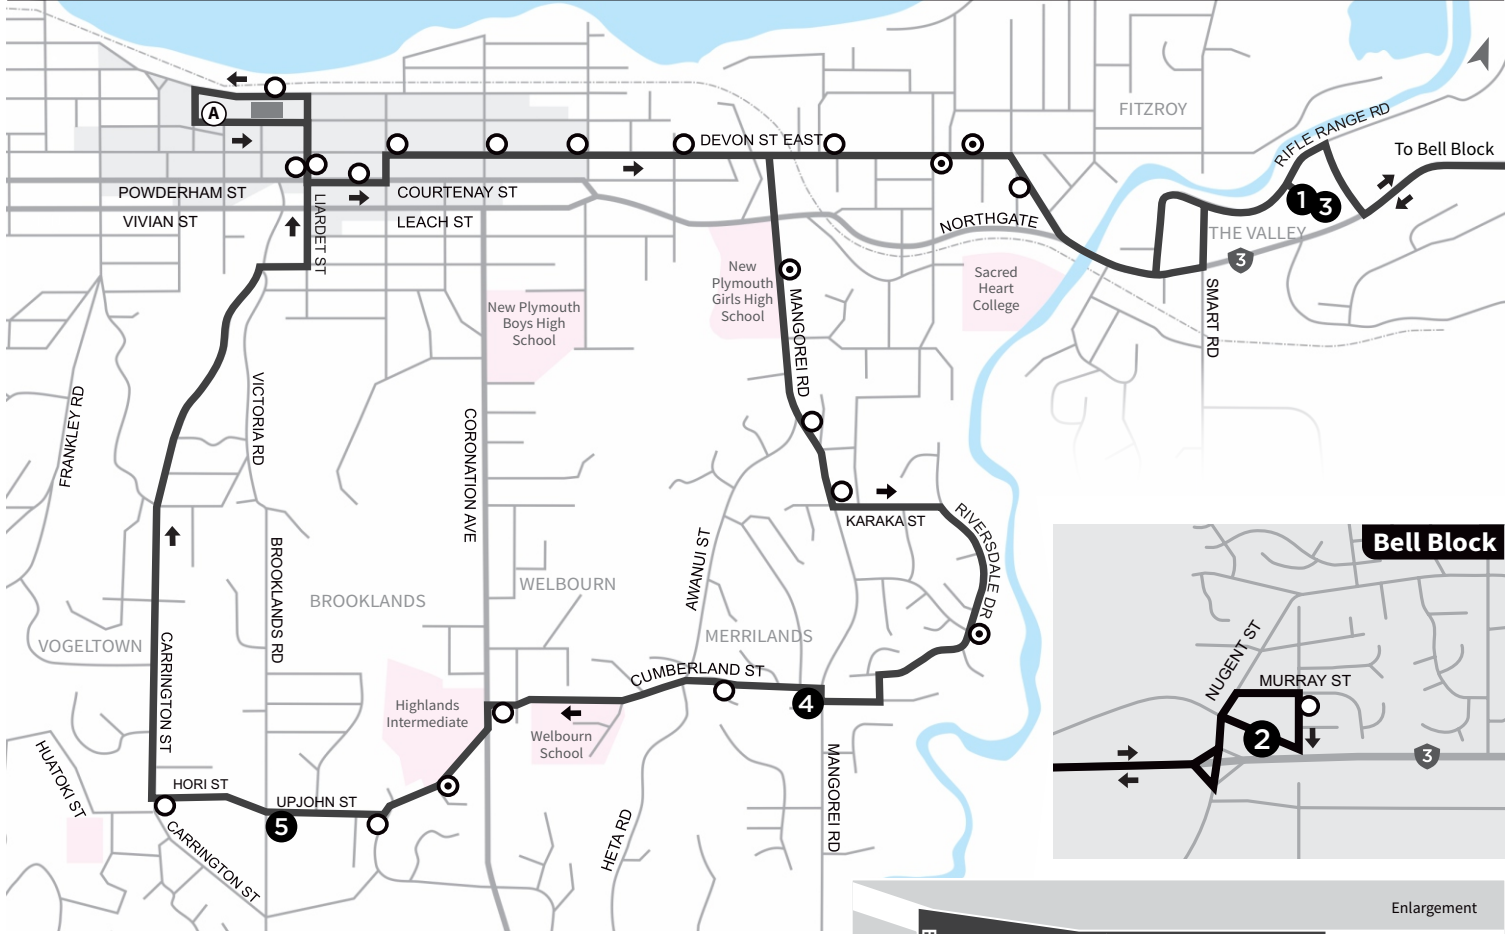 A
FITZROY
RIFLE RANGE RD
To Bell Block
DEVON ST EAST
POWDERHAM ST
COURTENAY ST
VIVIAN ST
LEACH ST
LIARDET ST
NORTHGATE
1
3
THE VALLEY
3
SMART RD
New
Plymouth
Girls High
School
Sacred
Heart
College
New Plymouth
Boys High
School
MANGOREI RD
FRANKLEY RD
VICTORIA RD
CORONATION AVE
KARAKA ST
RIVERSDALE DR
AWANUI ST
BROOKLANDS RD
BROOKLANDS
WELBOURN
MERRILANDS
VOGELTOWN
CARRINGTON ST
CUMBERLAND ST
4
Highlands
Intermediate
Welbourn
School
HUATOKI ST
HORI ST
UPJOHN ST
5
CARRINGTON ST
HETA RD
MANGOREI RD
Bell Block
NUGENT ST
MURRAY ST
2
3
Enlargement